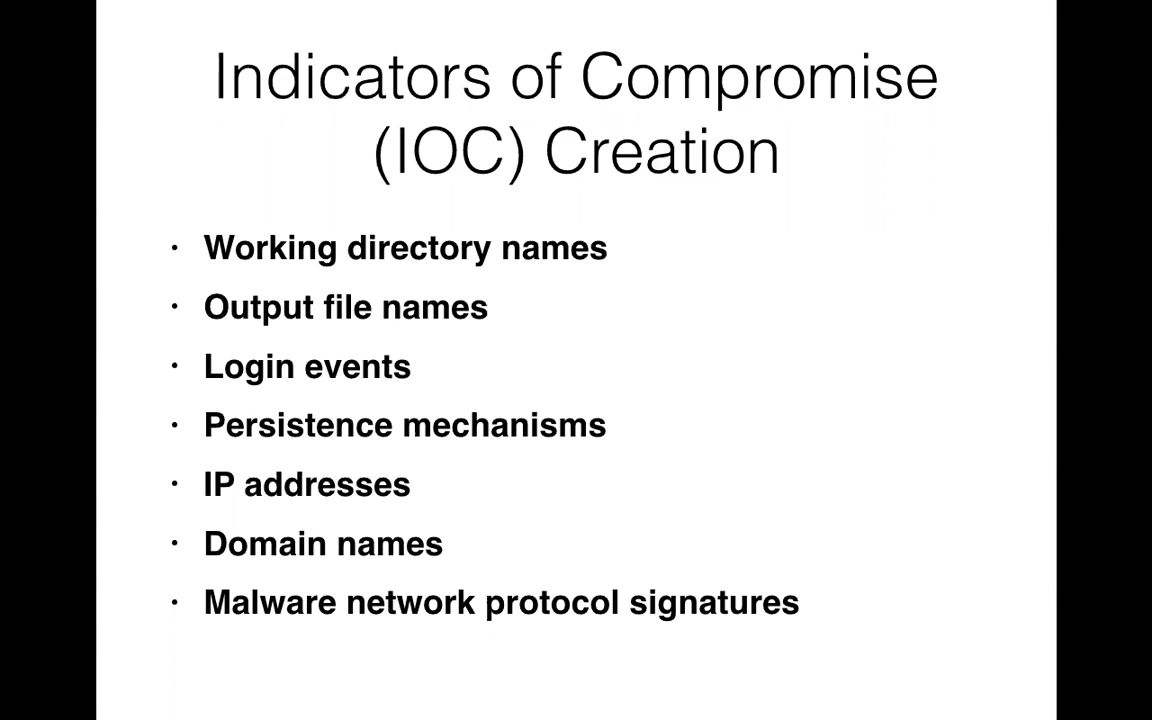 Indicators of Compromise
(IOC) Creation
· Working directory names
· Output file names
· Login events
· Persistence mechanisms
· IP addresses
· Domain names
· Malware network protocol signatures